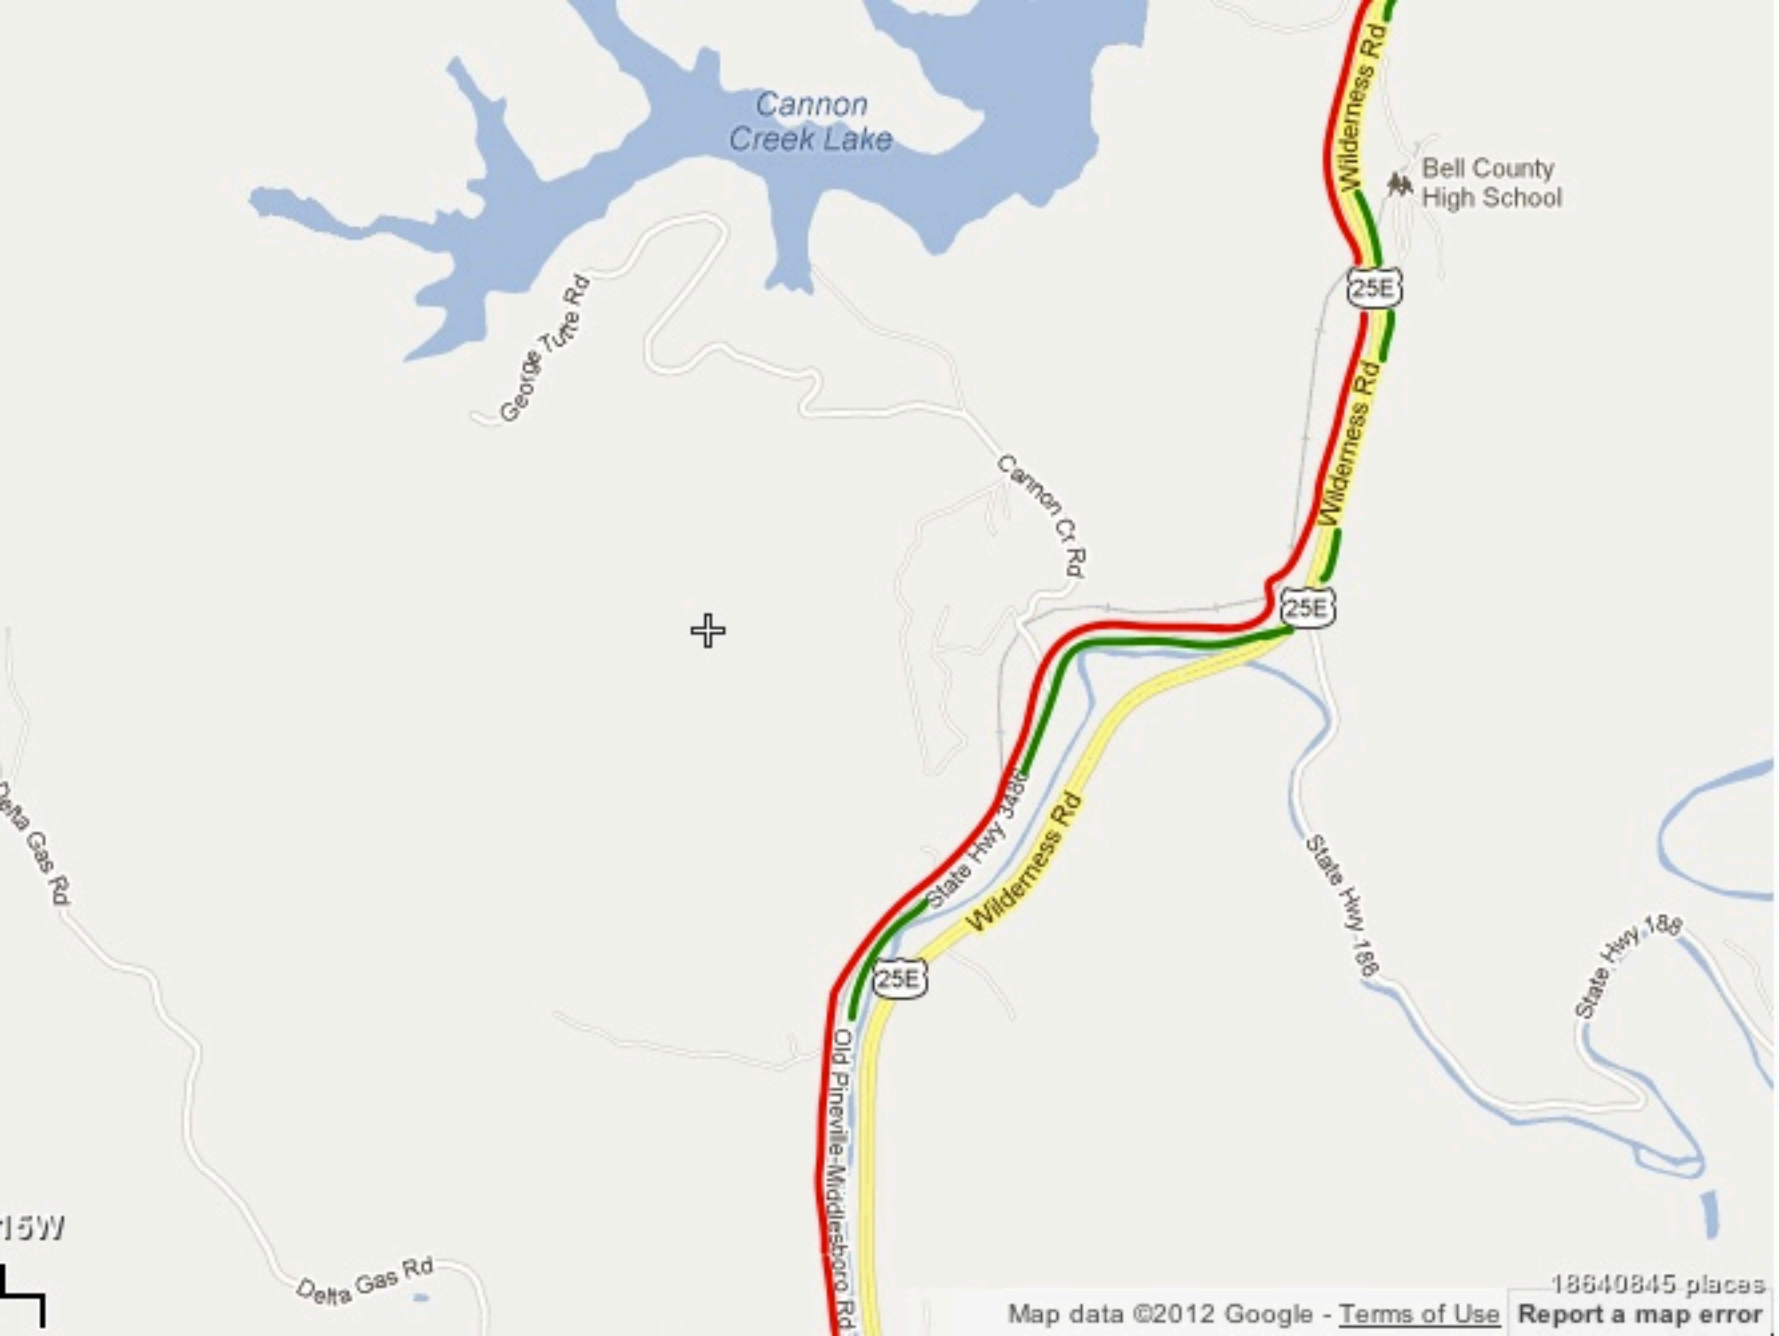 Wilderness Rd
Cannon
Creek Lake
Bell County
High School
25E
George Tutte Rd
Wilderness Rd
Cannon Cr Rd
25E
State Hwy 3486
Wilderness Rd
Delta Gas Rd
State Hwy 188
State Hwy 188
25E
Old Pineville-Middlesboro Rd
15W
Delta Gas Rd
18640845 places
Map data ©2012 Google - Terms of Use Report a map error